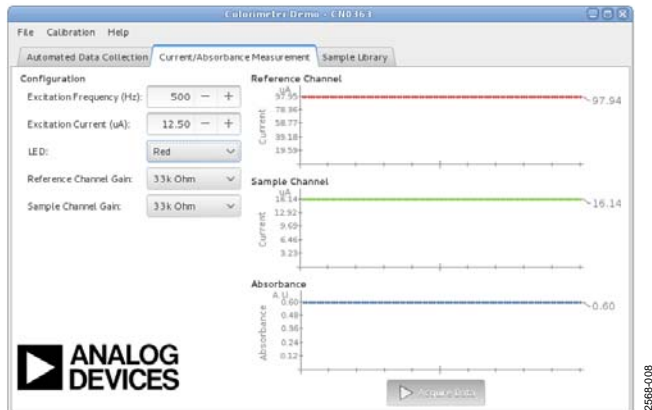 Colorimeter Demo - CN0363
File Calibration Help
Automated Data Collection Current/Absorbance Measurement Sample Library
Configuration
Excitation Frequency (Hz): 500 − +
Excitation Current (uA): 12.50 − +
LED: Red
Reference Channel Gain: 33k Ohm
Sample Channel Gain: 33k Ohm
Reference Channel
uA
97.95
78.36
58.77
39.18
19.59
Current
97.94
Sample Channel
uA
16.14
12.92
9.69
6.46
3.23
Current
16.14
Absorbance
A.U.
0.60
0.48
0.36
0.24
0.12
Absorbance
0.60
ANALOG
DEVICES
Acquire Data
2568-008